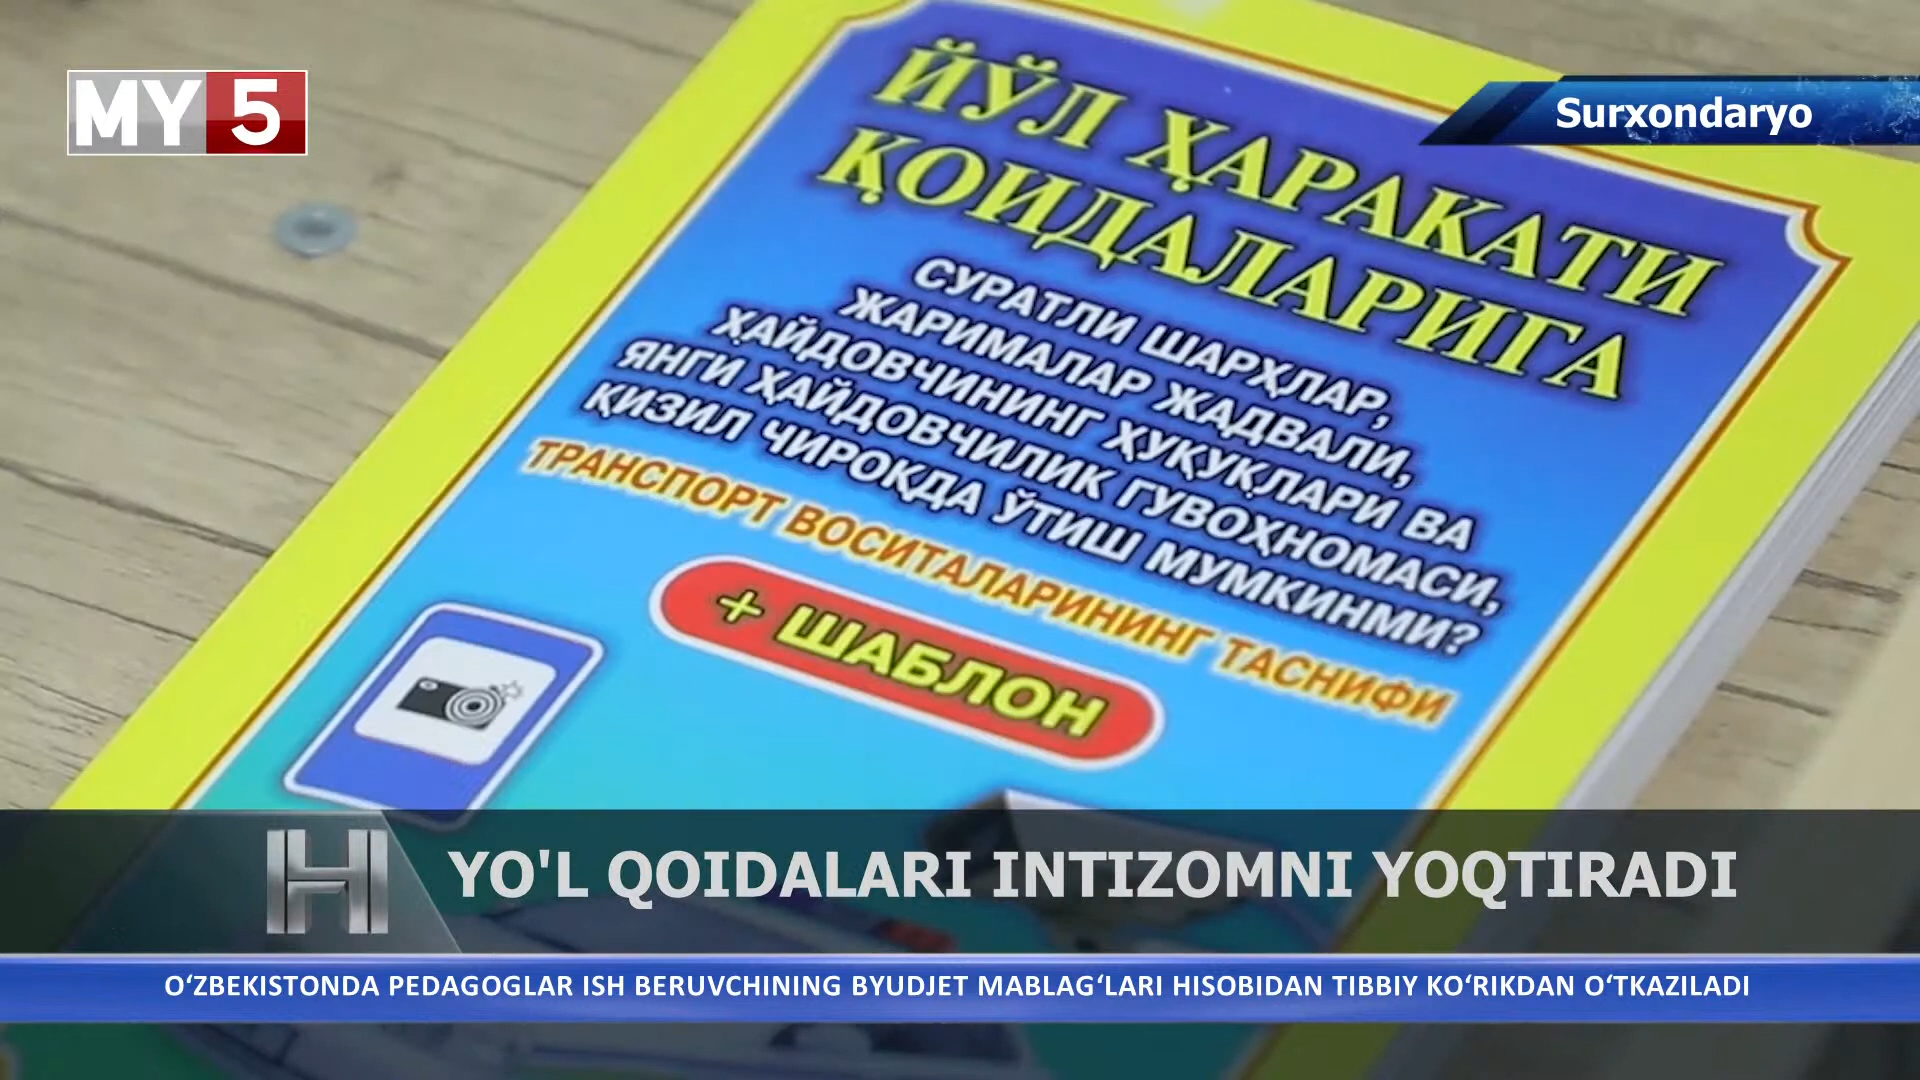 MY 5
Surxondaryo
ЙЎЛ ҲАРАКАТИ
ҚОИДАЛАРИГА
СУРАТЛИ ШАРҲЛАР,
ЖАРИМАЛАР ЖАДВАЛИ,
ҲАЙДОВЧИНИНГ ҲУҚУҚЛАРИ ВА
ЯНГИ ҲАЙДОВЧИЛИК ГУВОҲНОМАСИ,
ҚИЗИЛ ЧИРОҚДА ЎТИШ МУМКИНМИ?
ТРАНСПОРТ ВОСИТАЛАРИНИНГ ТАСНИФИ
+ ШАБЛОН
H
YO'L QOIDALARI INTIZOMNI YOQTIRADI
O‘ZBEKISTONDA PEDAGOGLAR ISH BERUVCHINING BYUDJET MABLAG‘LARI HISOBIDAN TIBBIY KO‘RIKDAN O‘TKAZILADI